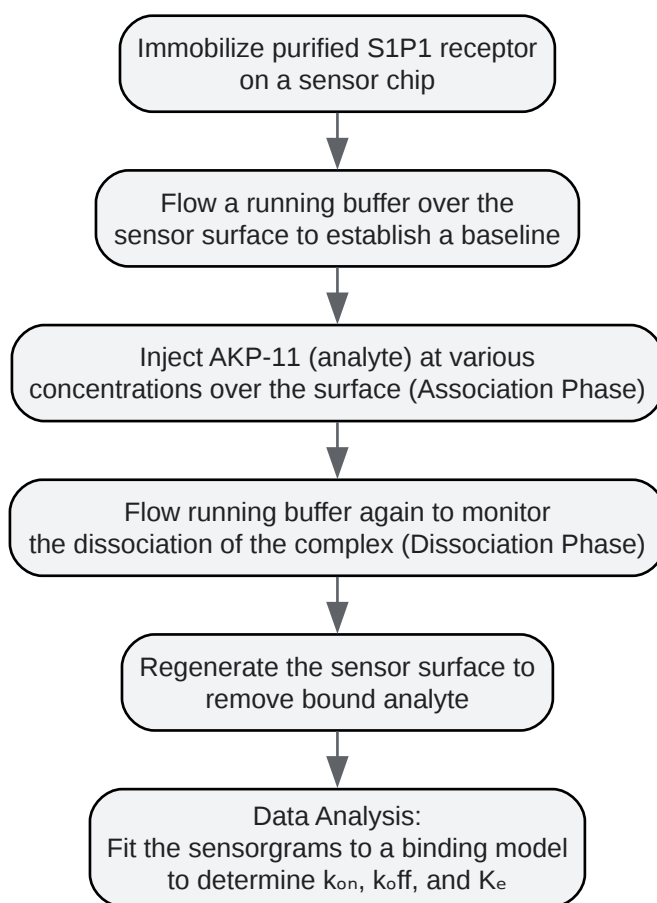 Immobilize purified S1P1 receptor
on a sensor chip
Flow a running buffer over the
sensor surface to establish a baseline
Inject AKP-11 (analyte) at various
concentrations over the surface (Association Phase)
Flow running buffer again to monitor
the dissociation of the complex (Dissociation Phase)
Regenerate the sensor surface to
remove bound analyte
Data Analysis:
Fit the sensorgrams to a binding model
to determine kₒₙ, kₒff, and Kₑ